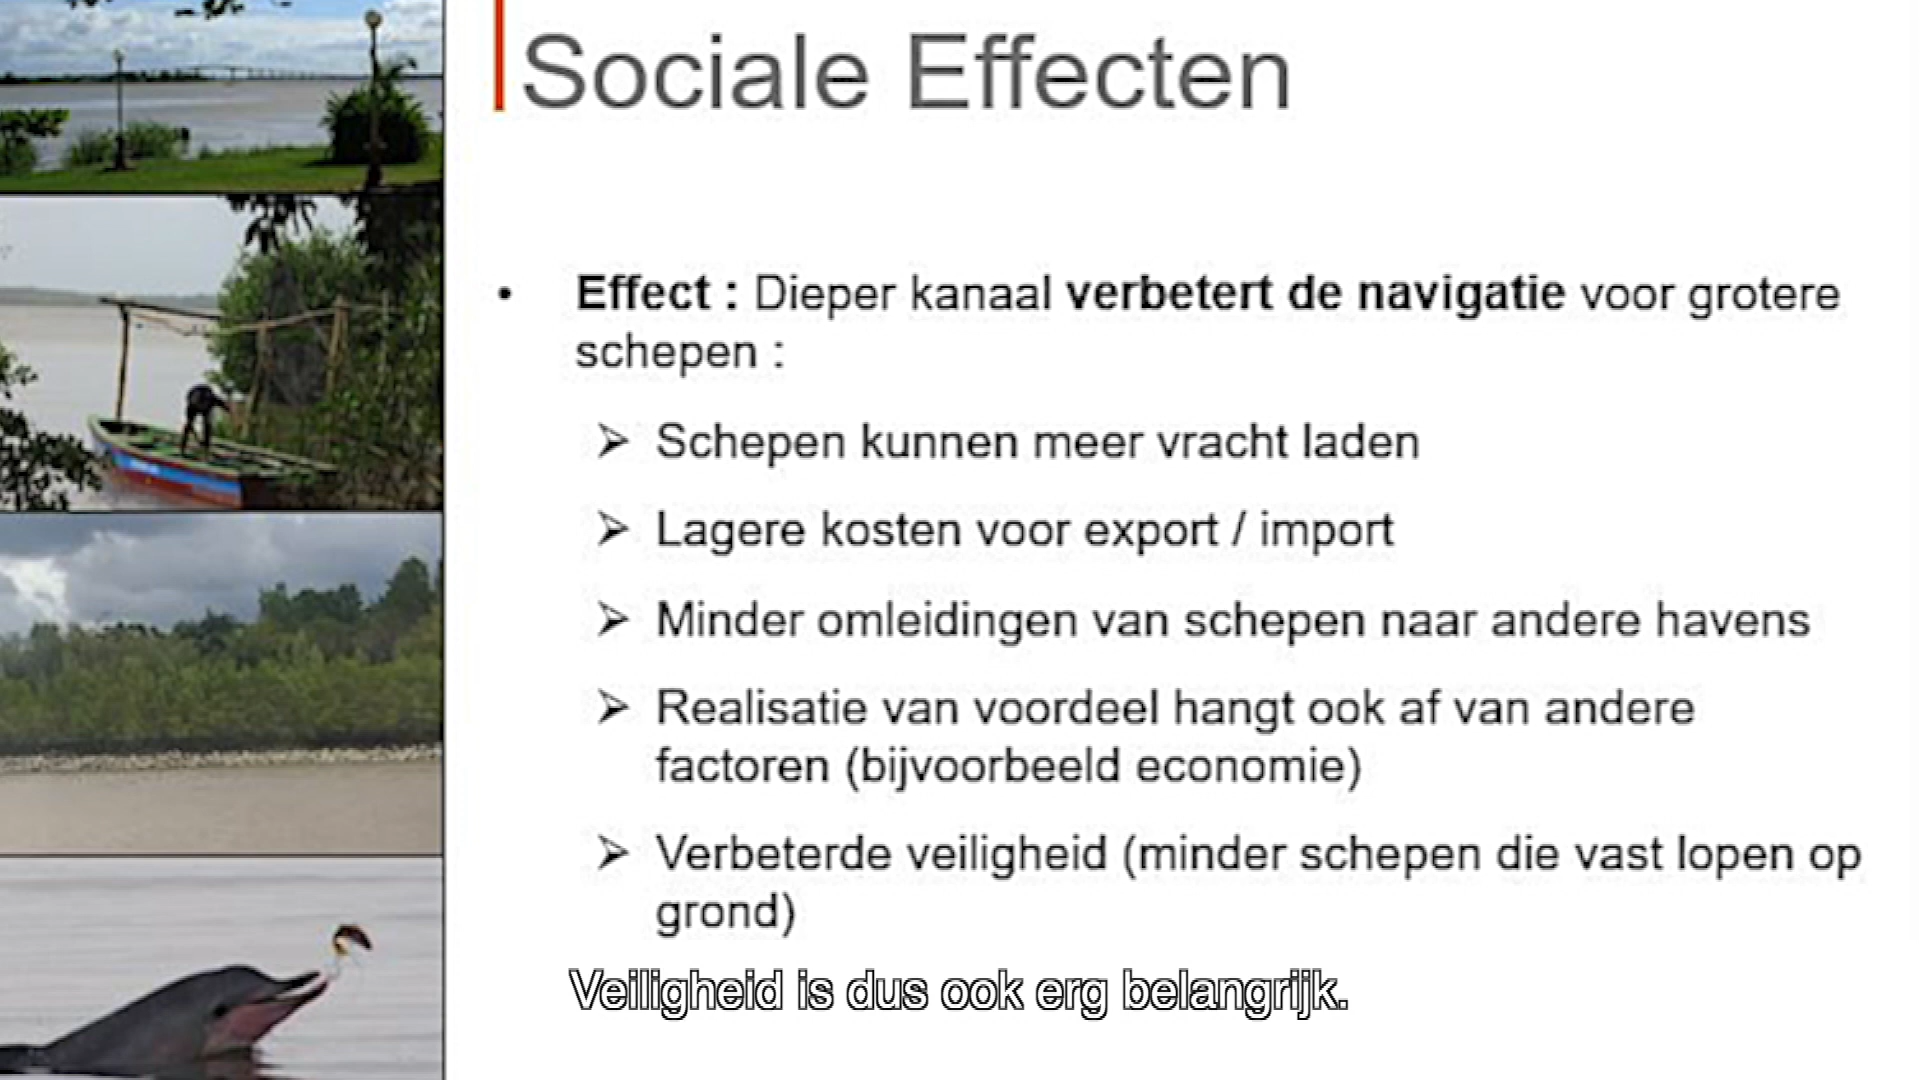 Sociale Effecten
• Effect : Dieper kanaal verbetert de navigatie voor grotere
schepen :
➢ Schepen kunnen meer vracht laden
➢ Lagere kosten voor export / import
➢ Minder omleidingen van schepen naar andere havens
➢ Realisatie van voordeel hangt ook af van andere
factoren (bijvoorbeeld economie)
➢ Verbeterde veiligheid (minder schepen die vast lopen op
grond)
Veiligheid is dus ook erg belangrijk.